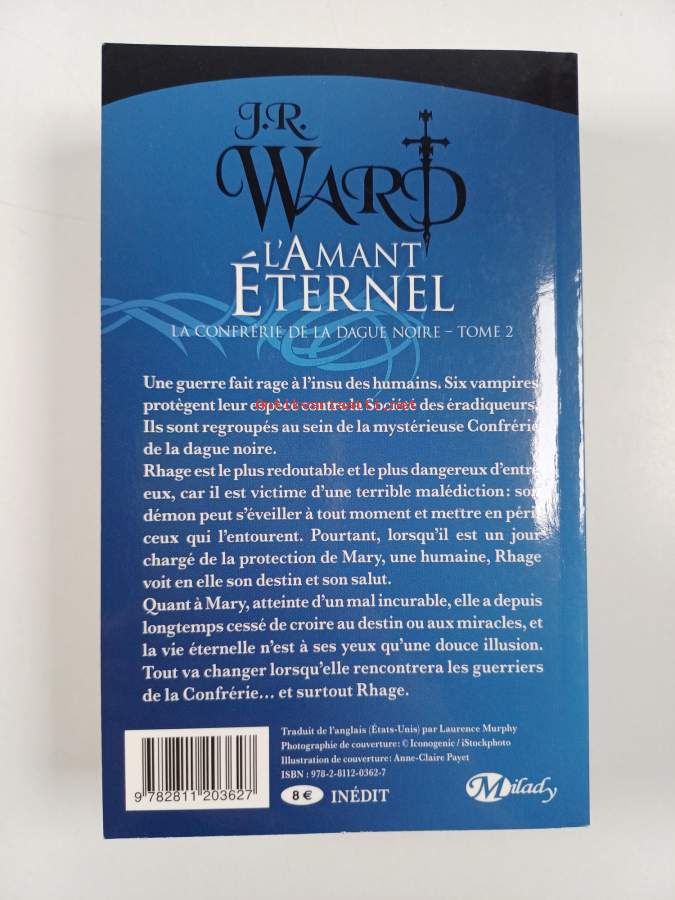 J.R.
WARD
L'AMANT
ÉTERNEL
LA CONFRÉRIE DE LA DAGUE NOIRE – TOME 2
Une guerre fait rage à l'insu des humains. Six vampires
protègent leur espèce contre la Société des éradiqueurs.
Ils sont regroupés au sein de la mystérieuse Confrérie
de la dague noire.
Rhage est le plus redoutable et le plus dangereux d'entre
eux, car il est victime d'une terrible malédiction : son
démon peut s'éveiller à tout moment et mettre en péril
ceux qui l'entourent. Pourtant, lorsqu'il est un jour
chargé de la protection de Mary, une humaine, Rhage
voit en elle son destin et son salut.
Quant à Mary, atteinte d'un mal incurable, elle a depuis
longtemps cessé de croire au destin ou aux miracles, et
la vie éternelle n'est à ses yeux qu'une douce illusion.
Tout va changer lorsqu'elle rencontrera les guerriers
de la Confrérie… et surtout Rhage.
Traduit de l'anglais (États-Unis) par Laurence Murphy
Photographie de couverture : © Iconogenic / iStockphoto
Illustration de couverture : Anne-Claire Payet
ISBN : 978-2-8112-0362-7
9 782811 203627
8 € INÉDIT
Milady